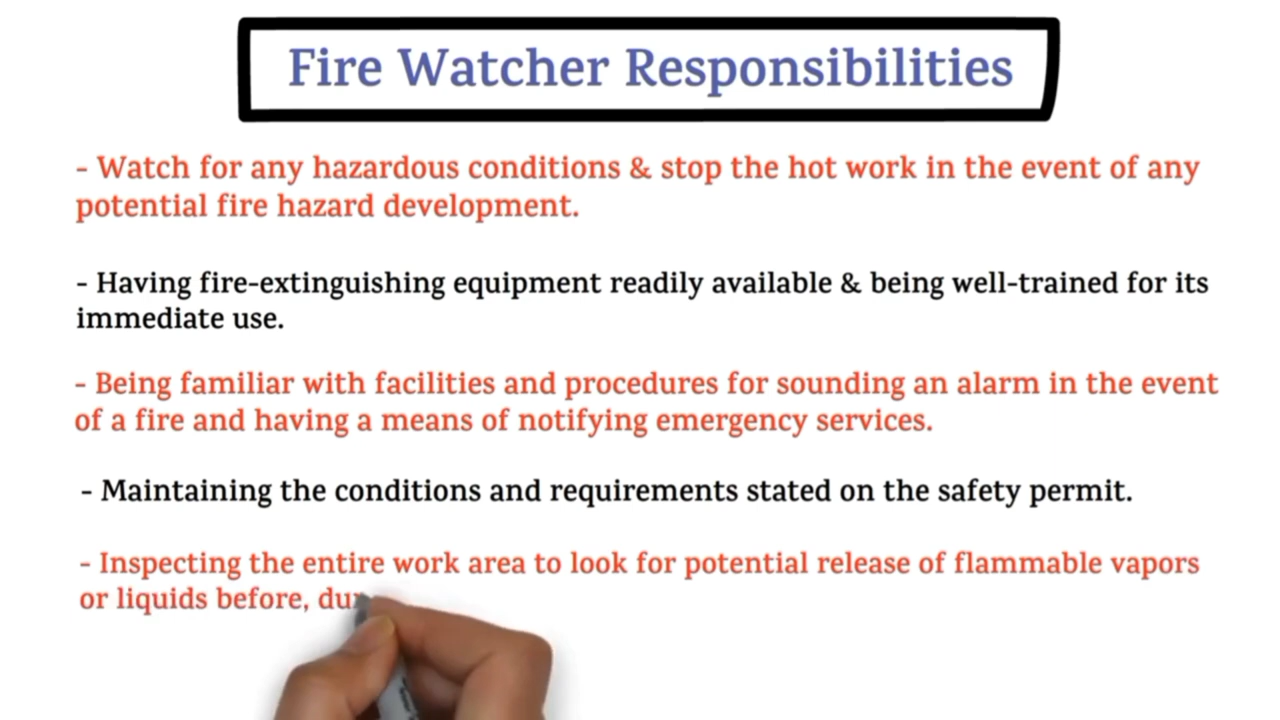 Fire Watcher Responsibilities
- Watch for any hazardous conditions & stop the hot work in the event of any
potential fire hazard development.
- Having fire-extinguishing equipment readily available & being well-trained for its
immediate use.
- Being familiar with facilities and procedures for sounding an alarm in the event
of a fire and having a means of notifying emergency services.
- Maintaining the conditions and requirements stated on the safety permit.
- Inspecting the entire work area to look for potential release of flammable vapors
or liquids before,